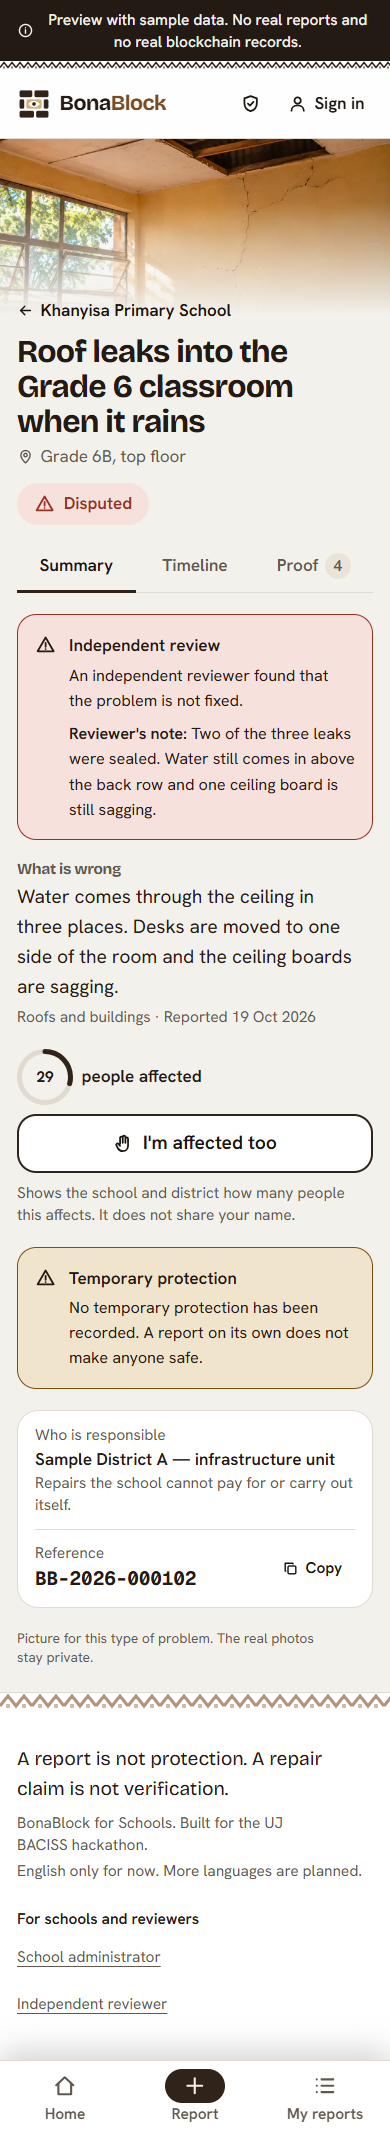 Preview with sample data. No real reports and
no real blockchain records.
BonaBlock
Sign in
Khanyisa Primary School
Roof leaks into the
Grade 6 classroom
when it rains
Grade 6B, top floor
Disputed
Summary
Timeline
Proof 4
Independent review
An independent reviewer found that
the problem is not fixed.
Reviewer's note: Two of the three leaks
were sealed. Water still comes in above
the back row and one ceiling board is
still sagging.
What is wrong
Water comes through the ceiling in
three places. Desks are moved to one
side of the room and the ceiling boards
are sagging.
Roofs and buildings · Reported 19 Oct 2026
29 people affected
I'm affected too
Shows the school and district how many people
this affects. It does not share your name.
Temporary protection
No temporary protection has been
recorded. A report on its own does not
make anyone safe.
Who is responsible
Sample District A — infrastructure unit
Repairs the school cannot pay for or carry out
itself.
Reference
BB-2026-000102
Copy
Picture for this type of problem. The real photos
stay private.
A report is not protection. A repair
claim is not verification.
BonaBlock for Schools. Built for the UJ
BACISS hackathon.
English only for now. More languages are planned.
For schools and reviewers
School administrator
Independent reviewer
Home
Report
My reports